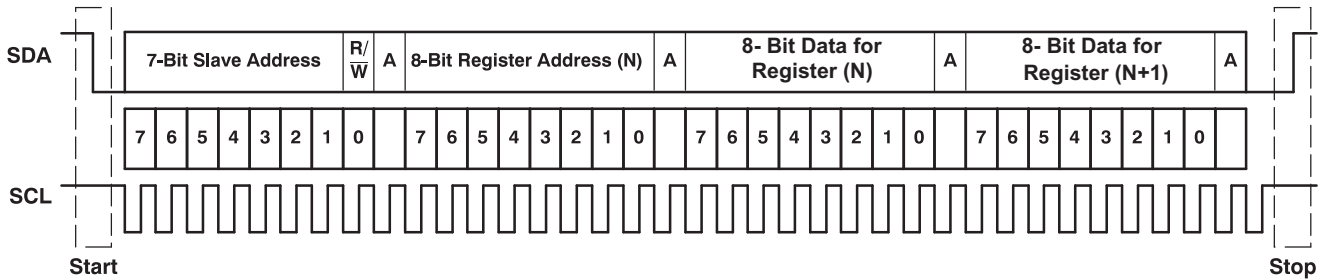 SDA
7-Bit Slave Address
R/
W
A
8-Bit Register Address (N)
A
8- Bit Data for
Register (N)
A
8- Bit Data for
Register (N+1)
A
7 6 5 4 3 2 1 0 7 6 5 4 3 2 1 0 7 6 5 4 3 2 1 0 7 6 5 4 3 2 1 0
SCL
Start
Stop